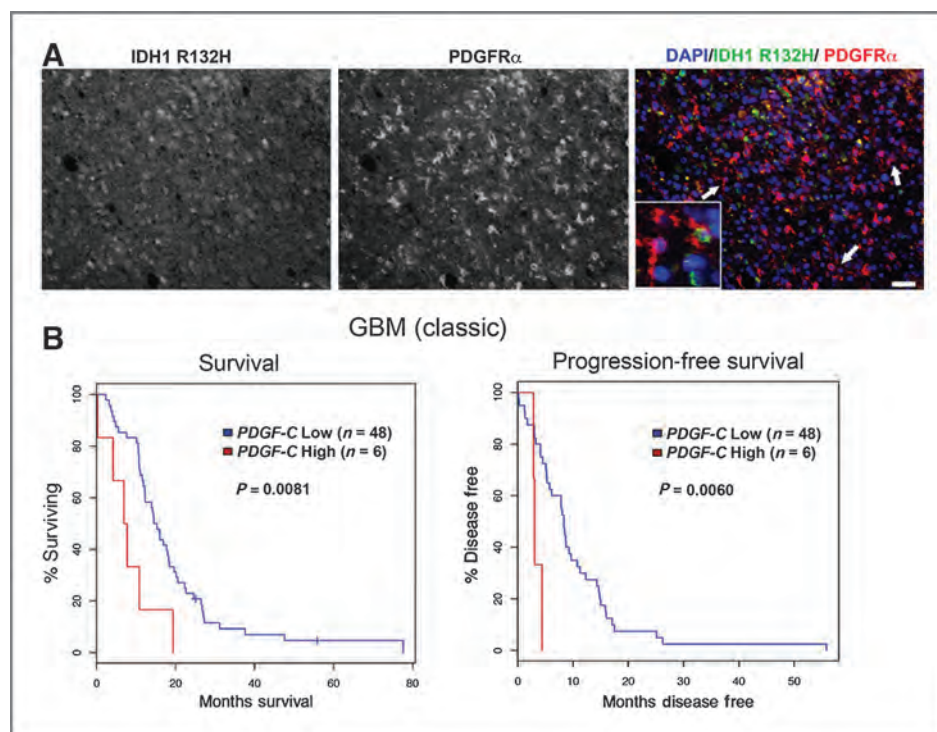 A
IDH1 R132H
PDGFRα
DAPI/IDH1 R132H/ PDGFRα
B
GBM (classic)
Survival
% Surviving
100
80
60
40
20
0
PDGF-C Low (n = 48)
PDGF-C High (n = 6)
P = 0.0081
0 20 40 60 80
Months survival
Progression-free survival
% Disease free
100
80
60
40
20
0
PDGF-C Low (n = 48)
PDGF-C High (n = 6)
P = 0.0060
0 10 20 30 40 50
Months disease free